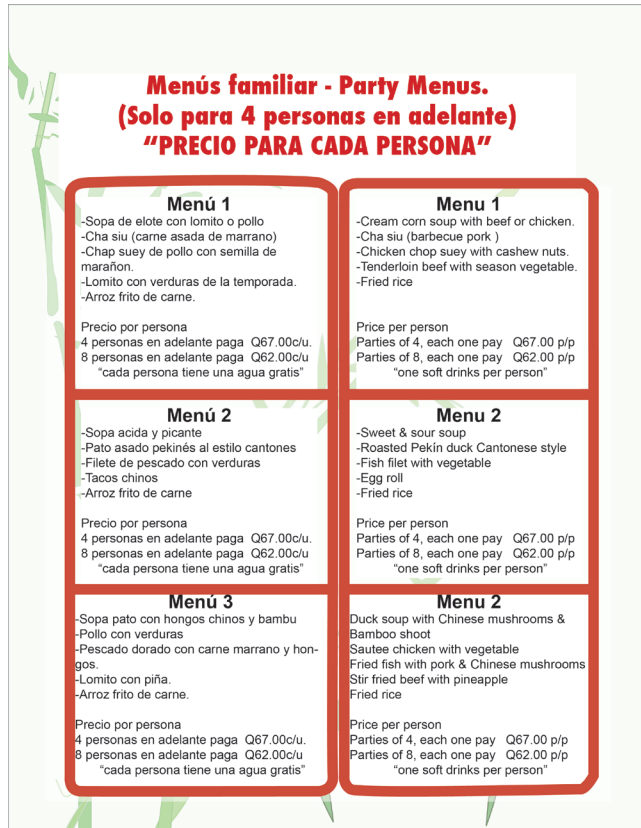 Menús familiar - Party Menus.
(Solo para 4 personas en adelante)
“PRECIO PARA CADA PERSONA”
Menú 1
-Sopa de elote con lomito o pollo
-Cha siu (carne asada de marrano)
-Chap suey de pollo con semilla de
marañon.
-Lomito con verduras de la temporada.
-Arroz frito de carne.
Precio por persona
4 personas en adelante paga Q67.00c/u.
8 personas en adelante paga Q62.00c/u
“cada persona tiene una agua gratis”
Menu 1
-Cream corn soup with beef or chicken.
-Cha siu (barbecue pork )
-Chicken chop suey with cashew nuts.
-Tenderloin beef with season vegetable.
-Fried rice
Price per person
Parties of 4, each one pay Q67.00 p/p
Parties of 8, each one pay Q62.00 p/p
“one soft drinks per person”
Menú 2
-Sopa acida y picante
-Pato asado pekinés al estilo cantones
-Filete de pescado con verduras
-Tacos chinos
-Arroz frito de carne
Precio por persona
4 personas en adelante paga Q67.00c/u.
8 personas en adelante paga Q62.00c/u
“cada persona tiene una agua gratis”
Menu 2
-Sweet & sour soup
-Roasted Pekín duck Cantonese style
-Fish filet with vegetable
-Egg roll
-Fried rice
Price per person
Parties of 4, each one pay Q67.00 p/p
Parties of 8, each one pay Q62.00 p/p
“one soft drinks per person”
Menú 3
-Sopa pato con hongos chinos y bambu
-Pollo con verduras
-Pescado dorado con carne marrano y hon-
gos.
-Lomito con piña.
-Arroz frito de carne.
Precio por persona
4 personas en adelante paga Q67.00c/u.
8 personas en adelante paga Q62.00c/u
“cada persona tiene una agua gratis”
Menu 2
Duck soup with Chinese mushrooms &
Bamboo shoot
Sautee chicken with vegetable
Fried fish with pork & Chinese mushrooms
Stir fried beef with pineapple
Fried rice
Price per person
Parties of 4, each one pay Q67.00 p/p
Parties of 8, each one pay Q62.00 p/p
“one soft drinks per person”